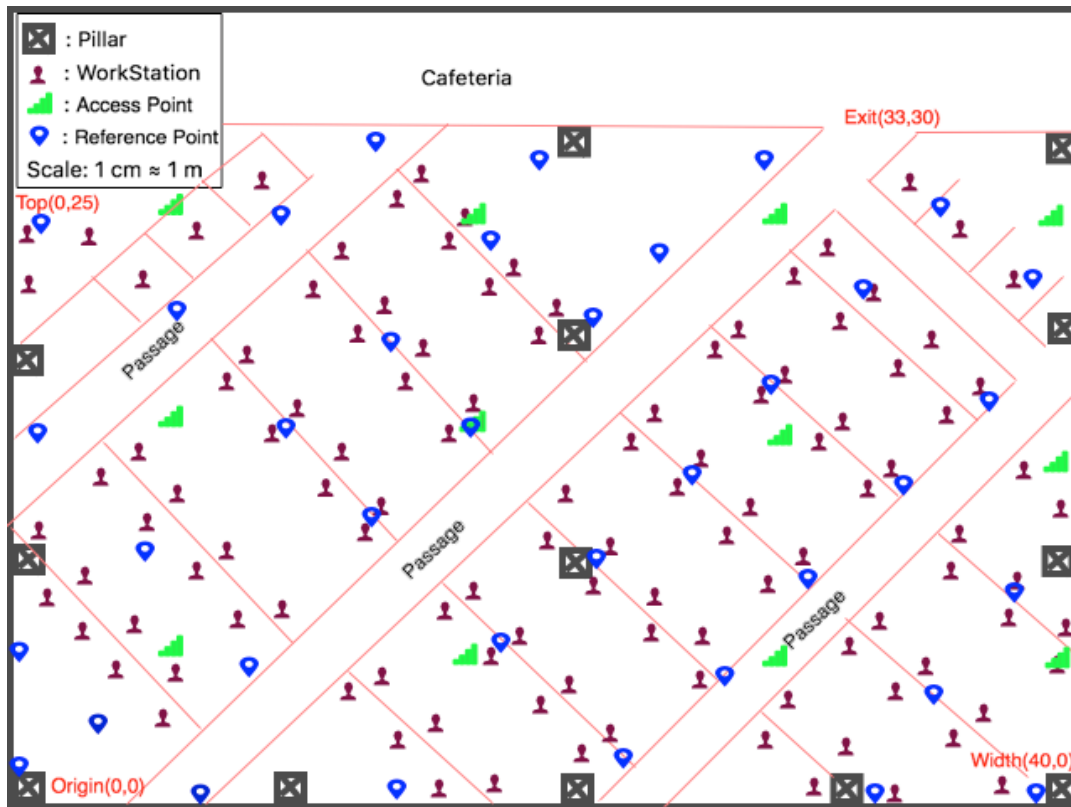 : Pillar
: WorkStation
: Access Point
: Reference Point
Scale: 1 cm ≈ 1 m
Cafeteria
Exit(33,30)
Top(0,25)
Passage
Passage
Passage
Origin(0,0)
Width(40,0)